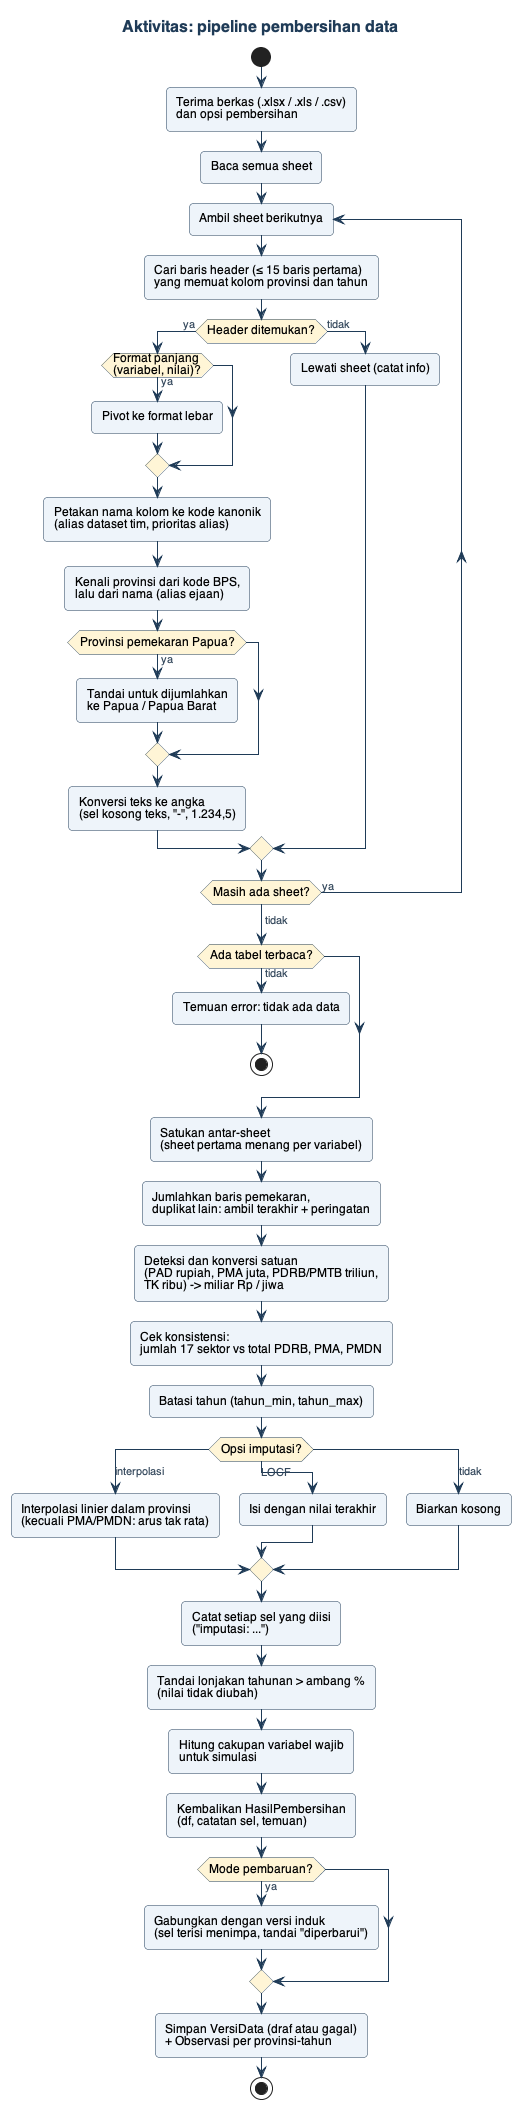 Aktivitas: pipeline pembersihan data
Terima berkas (.xlsx / .xls / .csv)
dan opsi pembersihan
Baca semua sheet
Ambil sheet berikutnya
Cari baris header (≤ 15 baris pertama)
yang memuat kolom provinsi dan tahun
ya
Header ditemukan?
tidak
Format panjang
(variabel, nilai)?
ya
Lewati sheet (catat info)
Pivot ke format lebar
Petakan nama kolom ke kode kanonik
(alias dataset tim, prioritas alias)
Kenali provinsi dari kode BPS,
lalu dari nama (alias ejaan)
Provinsi pemekaran Papua?
ya
Tandai untuk dijumlahkan
ke Papua / Papua Barat
Konversi teks ke angka
(sel kosong teks, "-", 1.234,5)
Masih ada sheet?
ya
tidak
Ada tabel terbaca?
tidak
Temuan error: tidak ada data
Satukan antar-sheet
(sheet pertama menang per variabel)
Jumlahkan baris pemekaran,
duplikat lain: ambil terakhir + peringatan
Deteksi dan konversi satuan
(PAD rupiah, PMA juta, PDRB/PMTB triliun,
TK ribu) -> miliar Rp / jiwa
Cek konsistensi:
jumlah 17 sektor vs total PDRB, PMA, PMDN
Batasi tahun (tahun_min, tahun_max)
Opsi imputasi?
interpolasi
LOCF
tidak
Interpolasi linier dalam provinsi
(kecuali PMA/PMDN: arus tak rata)
Isi dengan nilai terakhir
Biarkan kosong
Catat setiap sel yang diisi
("imputasi: ...")
Tandai lonjakan tahunan > ambang %
(nilai tidak diubah)
Hitung cakupan variabel wajib
untuk simulasi
Kembalikan HasilPembersihan
(df, catatan sel, temuan)
Mode pembaruan?
ya
Gabungkan dengan versi induk
(sel terisi menimpa, tandai "diperbarui")
Simpan VersiData (draf atau gagal)
+ Observasi per provinsi-tahun